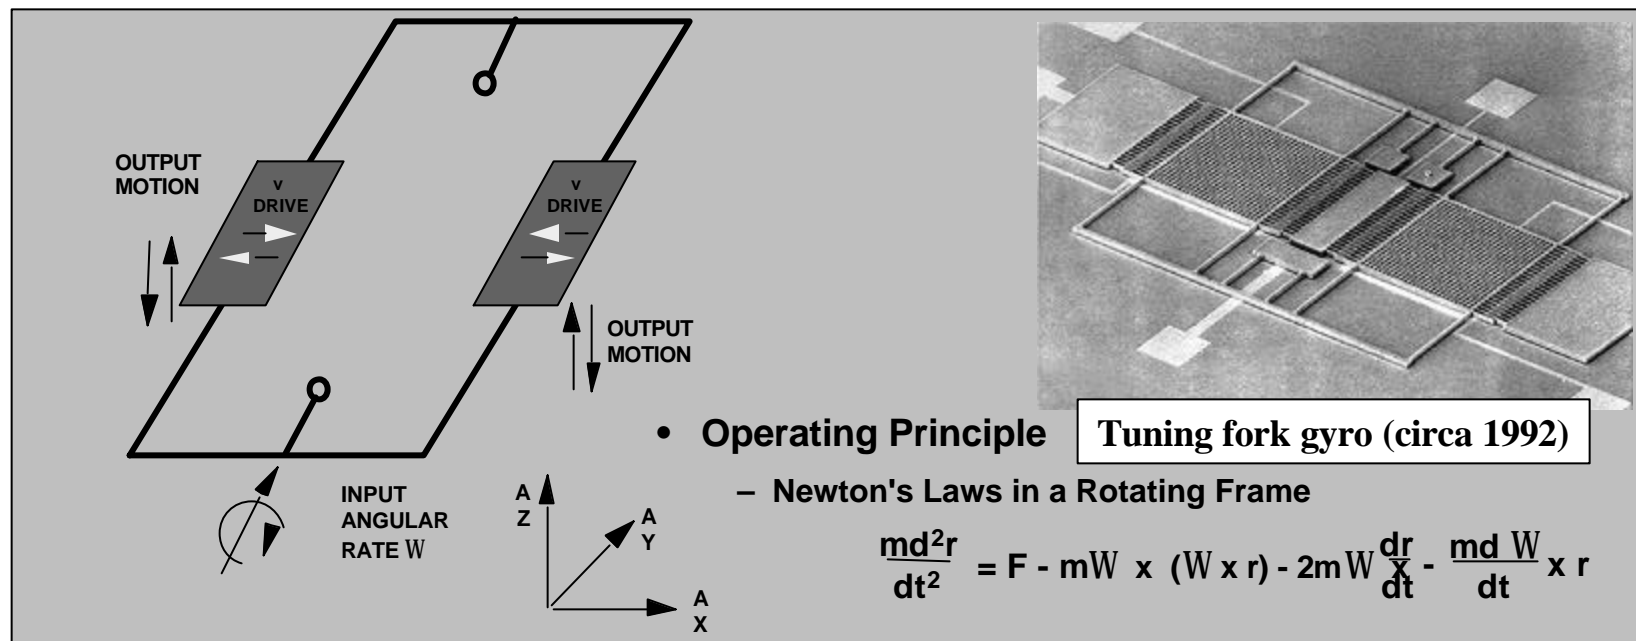 OUTPUT
MOTION
v
DRIVE
v
DRIVE
OUTPUT
MOTION
INPUT
ANGULAR
RATE W
A
Z
A
Y
A
X
• Operating Principle
Tuning fork gyro (circa 1992)
– Newton's Laws in a Rotating Frame
md²r/dt² = F - mW x (W x r) - 2mW x dr/dt - md W/dt x r